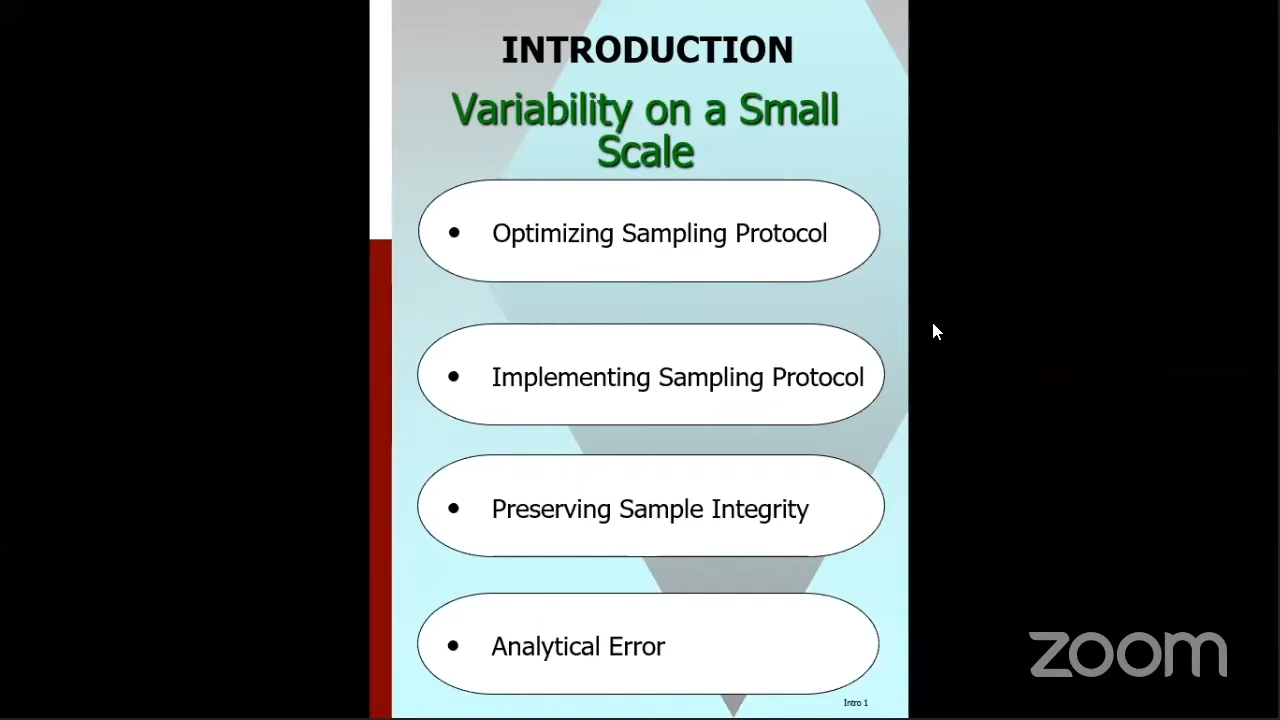 INTRODUCTION
Variability on a Small
Scale
• Optimizing Sampling Protocol
• Implementing Sampling Protocol
• Preserving Sample Integrity
• Analytical Error
Intro 1
zoom